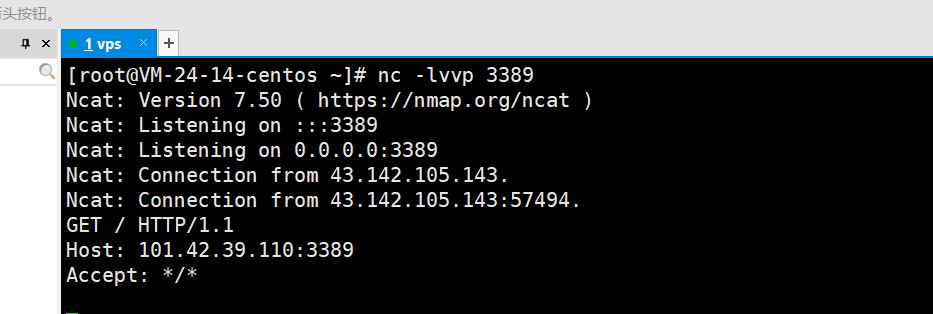 头按钮。
1 vps
[root@VM-24-14-centos ~]# nc -lvvp 3389
Ncat: Version 7.50 ( https://nmap.org/ncat )
Ncat: Listening on :::3389
Ncat: Listening on 0.0.0.0:3389
Ncat: Connection from 43.142.105.143.
Ncat: Connection from 43.142.105.143:57494.
GET / HTTP/1.1
Host: 101.42.39.110:3389
Accept: */*